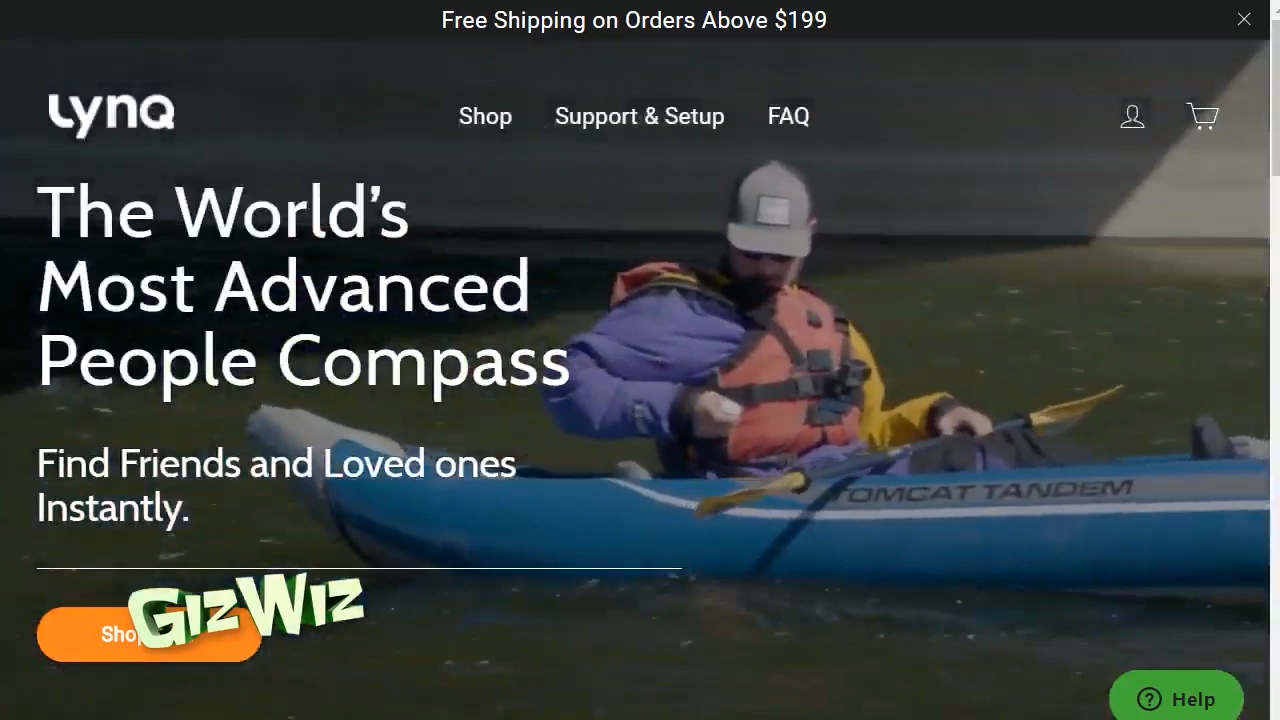 Free Shipping on Orders Above $199
Lynq
Shop
Support & Setup
FAQ
The World's
Most Advanced
People Compass
Find Friends and Loved ones
Instantly.
TOMCAT TANDEM
GizWiz
Help